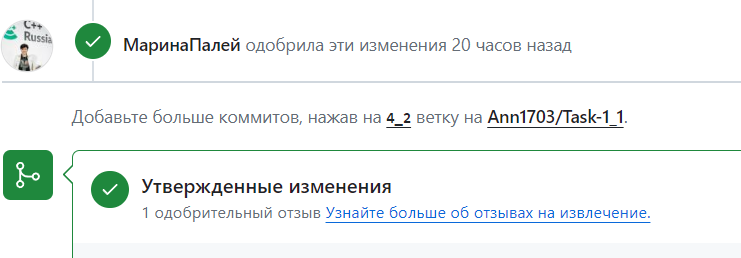 C++
Russia
МаринаПалей одобрила эти изменения 20 часов назад
Добавьте больше коммитов, нажав на 4_2 ветку на Ann1703/Task-1_1.
Утвержденные изменения
1 одобрительный отзыв Узнайте больше об отзывах на извлечение.